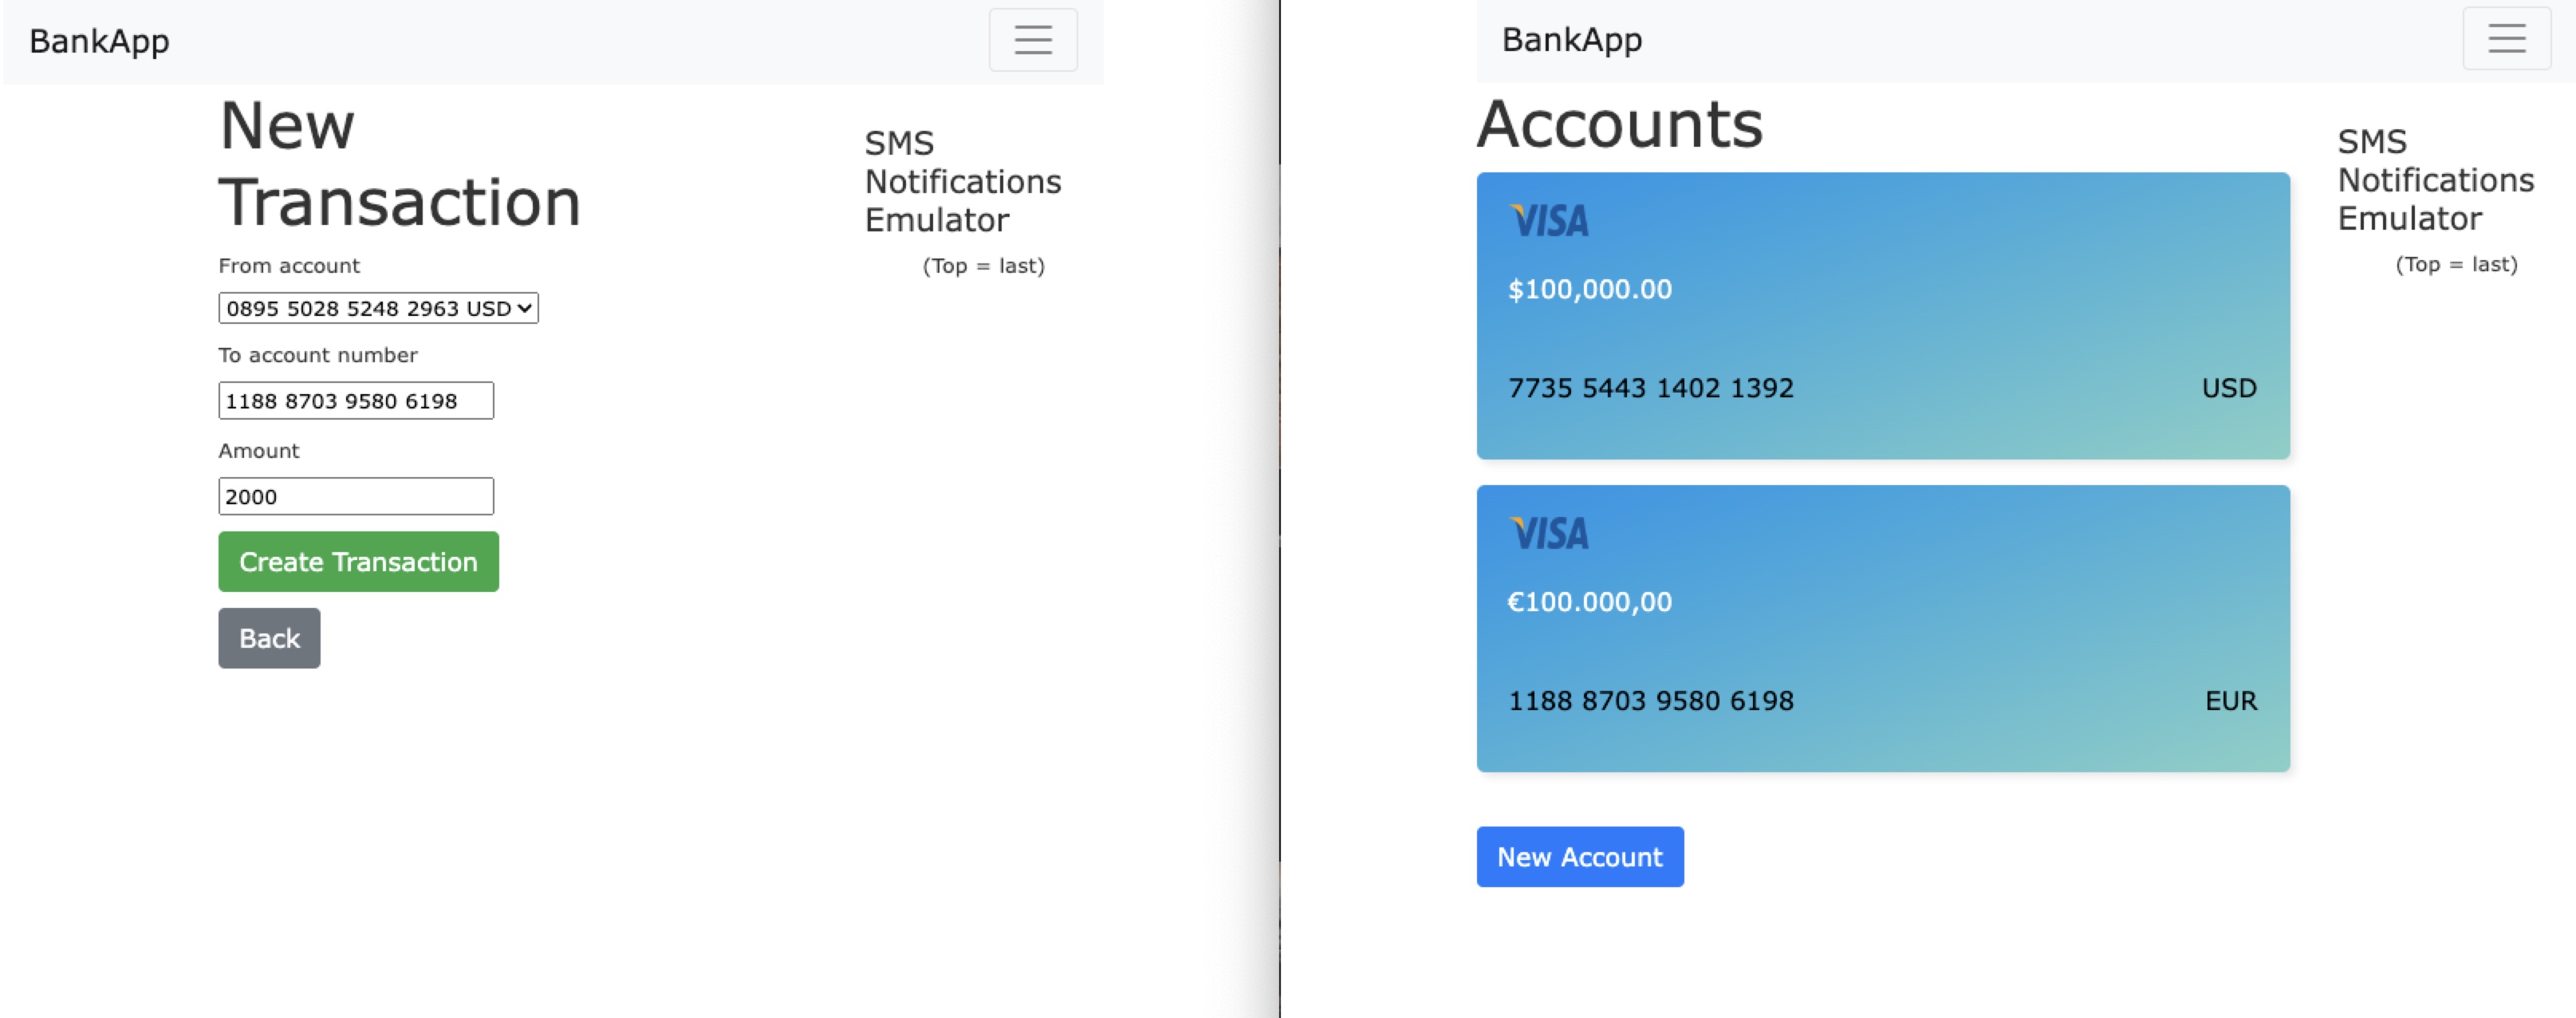 BankApp
New
Transaction
From account
0895 5028 5248 2963 USD
To account number
1188 8703 9580 6198
Amount
2000
Create Transaction
Back
SMS
Notifications
Emulator
(Top = last)
BankApp
Accounts
VISA
$100,000.00
7735 5443 1402 1392 USD
VISA
€100.000,00
1188 8703 9580 6198 EUR
New Account
SMS
Notifications
Emulator
(Top = last)